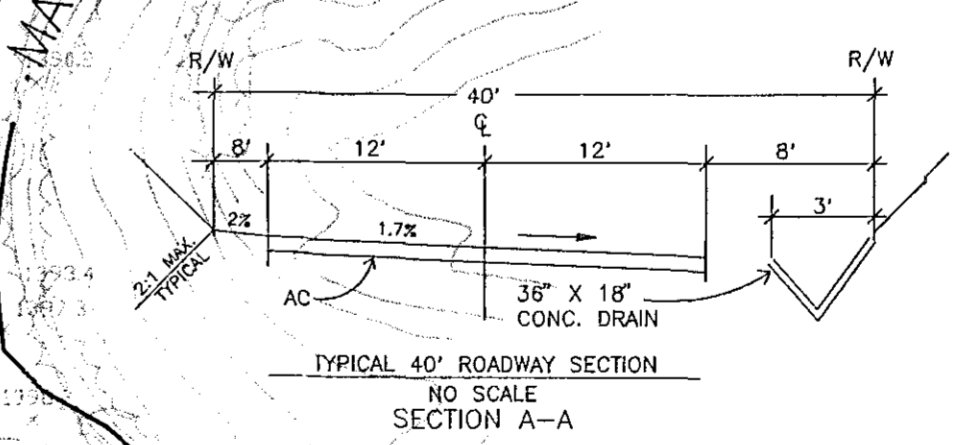 R/W
R/W
40'
℄
8'
12'
12'
8'
3'
2%
1.7%
2:1 MAX.
TYPICAL
AC
36" X 18"
CONC. DRAIN
TYPICAL 40' ROADWAY SECTION
NO SCALE
SECTION A-A